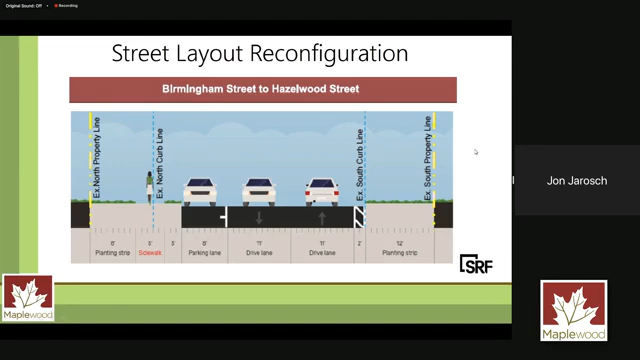 Original Sound: Off
Recording
Street Layout Reconfiguration
Birmingham Street to Hazelwood Street
Ex. North Property Line
Ex. North Curb Line
Ex. South Curb Line
Ex. South Property Line
8' 5' 5' 8' 11' 11' 2' 12'
Planting strip Sidewalk Parking lane Drive lane Drive lane Planting strip
SRF
Maplewood
Jon Jarosch
Maplewood